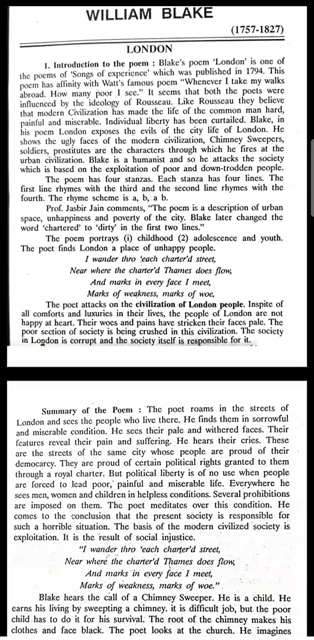 WILLIAM BLAKE
(1757-1827)
LONDON
I. Introduction to the poem : Blake's poem 'London' is one of
the poems of 'Songs of experience' which was published in 1794. This
poem has affinity with Watt's famous poem "Whenever I take my walks
abroad. How many poor I see." It seems that both the poets were
influenced by the ideology of Rousseau. Like Rousseau they believe
that modern Civilization has made the life of the common man hard,
painful and miserable. Individual liberty has been curtailed. Blake, in
his poem London exposes the evils of the city life of London. He
shows the ugly faces of the modern civilization, Chimney Sweepers,
soldiers, prostitutes are the characters through which he fires at the
urban civilization. Blake is a humanist and so he attacks the society
which is based on the exploitation of poor and down-trodden people.
The poem has four stanzas. Each stanza has four lines. The
first line rhymes with the third and the second line rhymes with the
fourth. The rhyme scheme is a, b, a b.
Prof. Jasbir Jain comments, "The poem is a description of urban
space, unhappiness and poverty of the city. Blake later changed the
word 'chartered' to 'dirty' in the first two lines."
The poem portrays (i) childhood (2) adolescence and youth.
The poet finds London a place of unhappy people.
I wander thro 'each charter'd street,
Near where the charter'd Thames does flow,
And marks in every face I meet,
Marks of weakness, marks of woe,
The poet attacks on the civilization of London people. Inspite of
all comforts and luxuries in their lives, the people of London are not
happy at heart. Their woes and pains have stricken their faces pale. The
poor section of society is being crushed in this civilization. The society
in London is corrupt and the society itself is responsible for it.
Summary of the Poem : The poet roams in the streets of
London and sees the people who live there. He finds them in sorrowful
and miserable condition. He sees their pale and withered faces. Their
features reveal their pain and suffering. He hears their cries. These
are the streets of the same city whose people are proud of their
democarcy. They are proud of certain political rights granted to them
through a royal charter. But political liberty is of no use when people
are forced to lead poor, painful and miserable life. Everywhere he
sees men, women and children in helpless conditions. Several prohibitions
are imposed on them. The poet meditates over this condition. He
comes to the conclusion that the present society is responsible for
such a horrible situation. The basis of the modern civilized society is
exploitation. It is the result of social injustice.
"I wander thro 'each charter'd street,
Near where the charter'd Thames does flow,
And marks in every face I meet,
Marks of weakness, marks of woe."
Blake hears the call of a Chimney Sweeper. He is a child. He
earns his living by sweepting a chimney. it is difficult job, but the poor
child has to do it for his survival. The root of the chimney makes his
clothes and face black. The poet looks at the church. He imagines